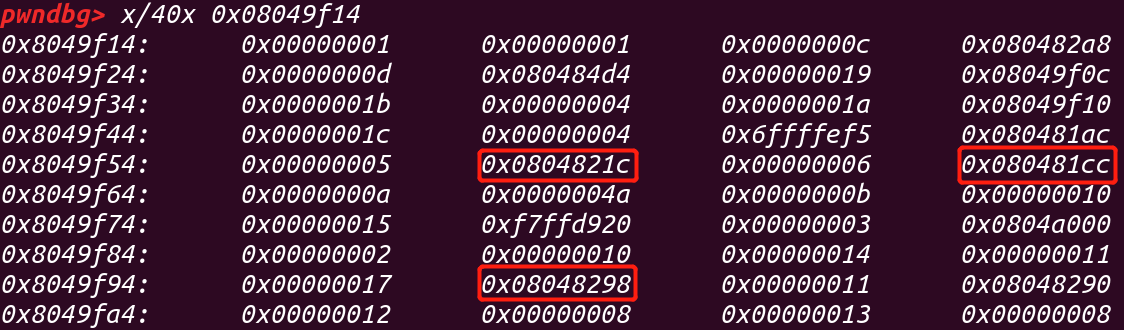 pwndbg> x/40x 0x08049f14
0x8049f14: 0x00000001 0x00000001 0x0000000c 0x080482a8
0x8049f24: 0x0000000d 0x080484d4 0x00000019 0x08049f0c
0x8049f34: 0x0000001b 0x00000004 0x0000001a 0x08049f10
0x8049f44: 0x0000001c 0x00000004 0x6ffffef5 0x080481ac
0x8049f54: 0x00000005 0x0804821c 0x00000006 0x080481cc
0x8049f64: 0x0000000a 0x0000004a 0x0000000b 0x00000010
0x8049f74: 0x00000015 0xf7ffd920 0x00000003 0x0804a000
0x8049f84: 0x00000002 0x00000010 0x00000014 0x00000011
0x8049f94: 0x00000017 0x08048298 0x00000011 0x08048290
0x8049fa4: 0x00000012 0x00000008 0x00000013 0x00000008